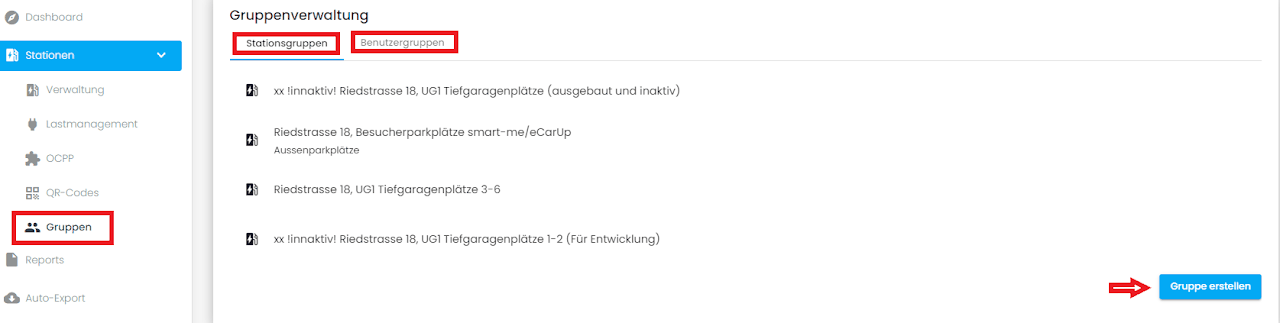 Dashboard
Stationen
Verwaltung
Lastmanagement
OCPP
QR-Codes
Gruppen
Reports
Auto-Export
Gruppenverwaltung
Stationsgruppen
Benutzergruppen
xx !innaktiv! Riedstrasse 18, UG1 Tiefgaragenplätze (ausgebaut und inaktiv)
Riedstrasse 18, Besucherparkplätze smart-me/eCarUp
Aussenparkplätze
Riedstrasse 18, UG1 Tiefgaragenplätze 3-6
xx !innaktiv! Riedstrasse 18, UG1 Tiefgaragenplätze 1-2 (Für Entwicklung)
Gruppe erstellen